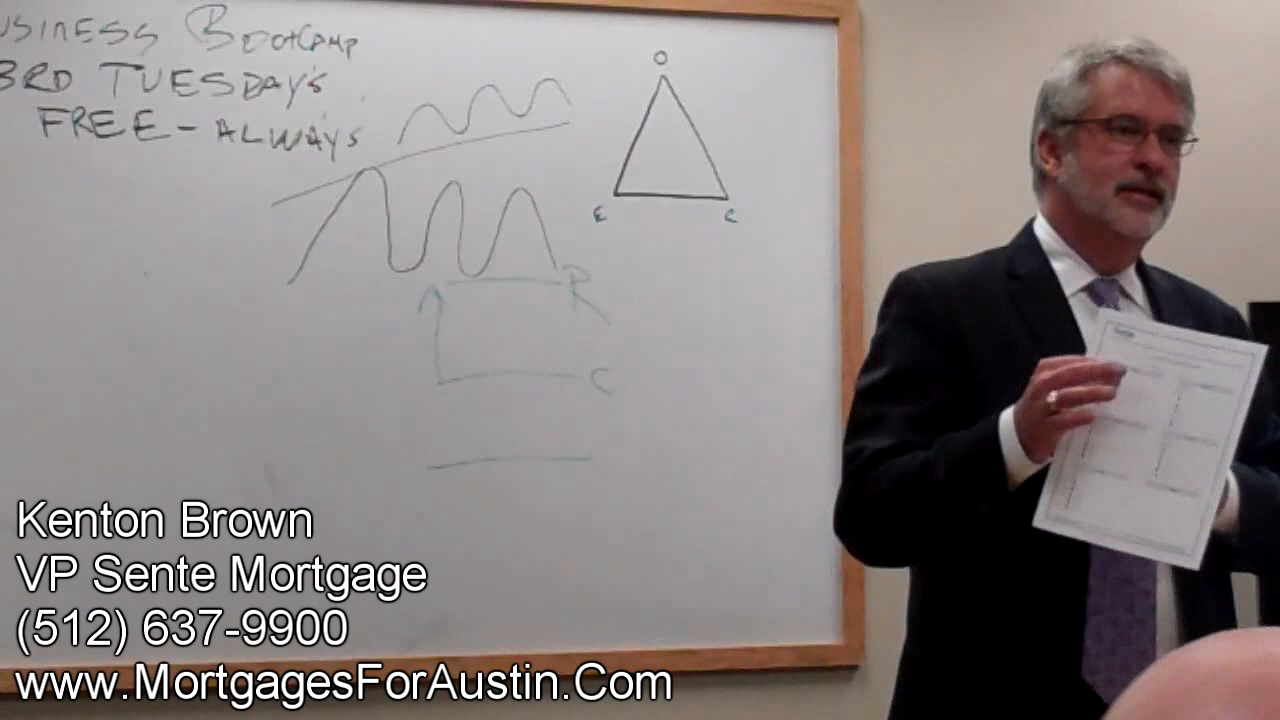 BUSINESS BOOTCAMP
3RD TUESDAY'S
FREE - ALWAYS
O
E C
R
C
Kenton Brown
VP Sente Mortgage
(512) 637-9900
www.MortgagesForAustin.Com